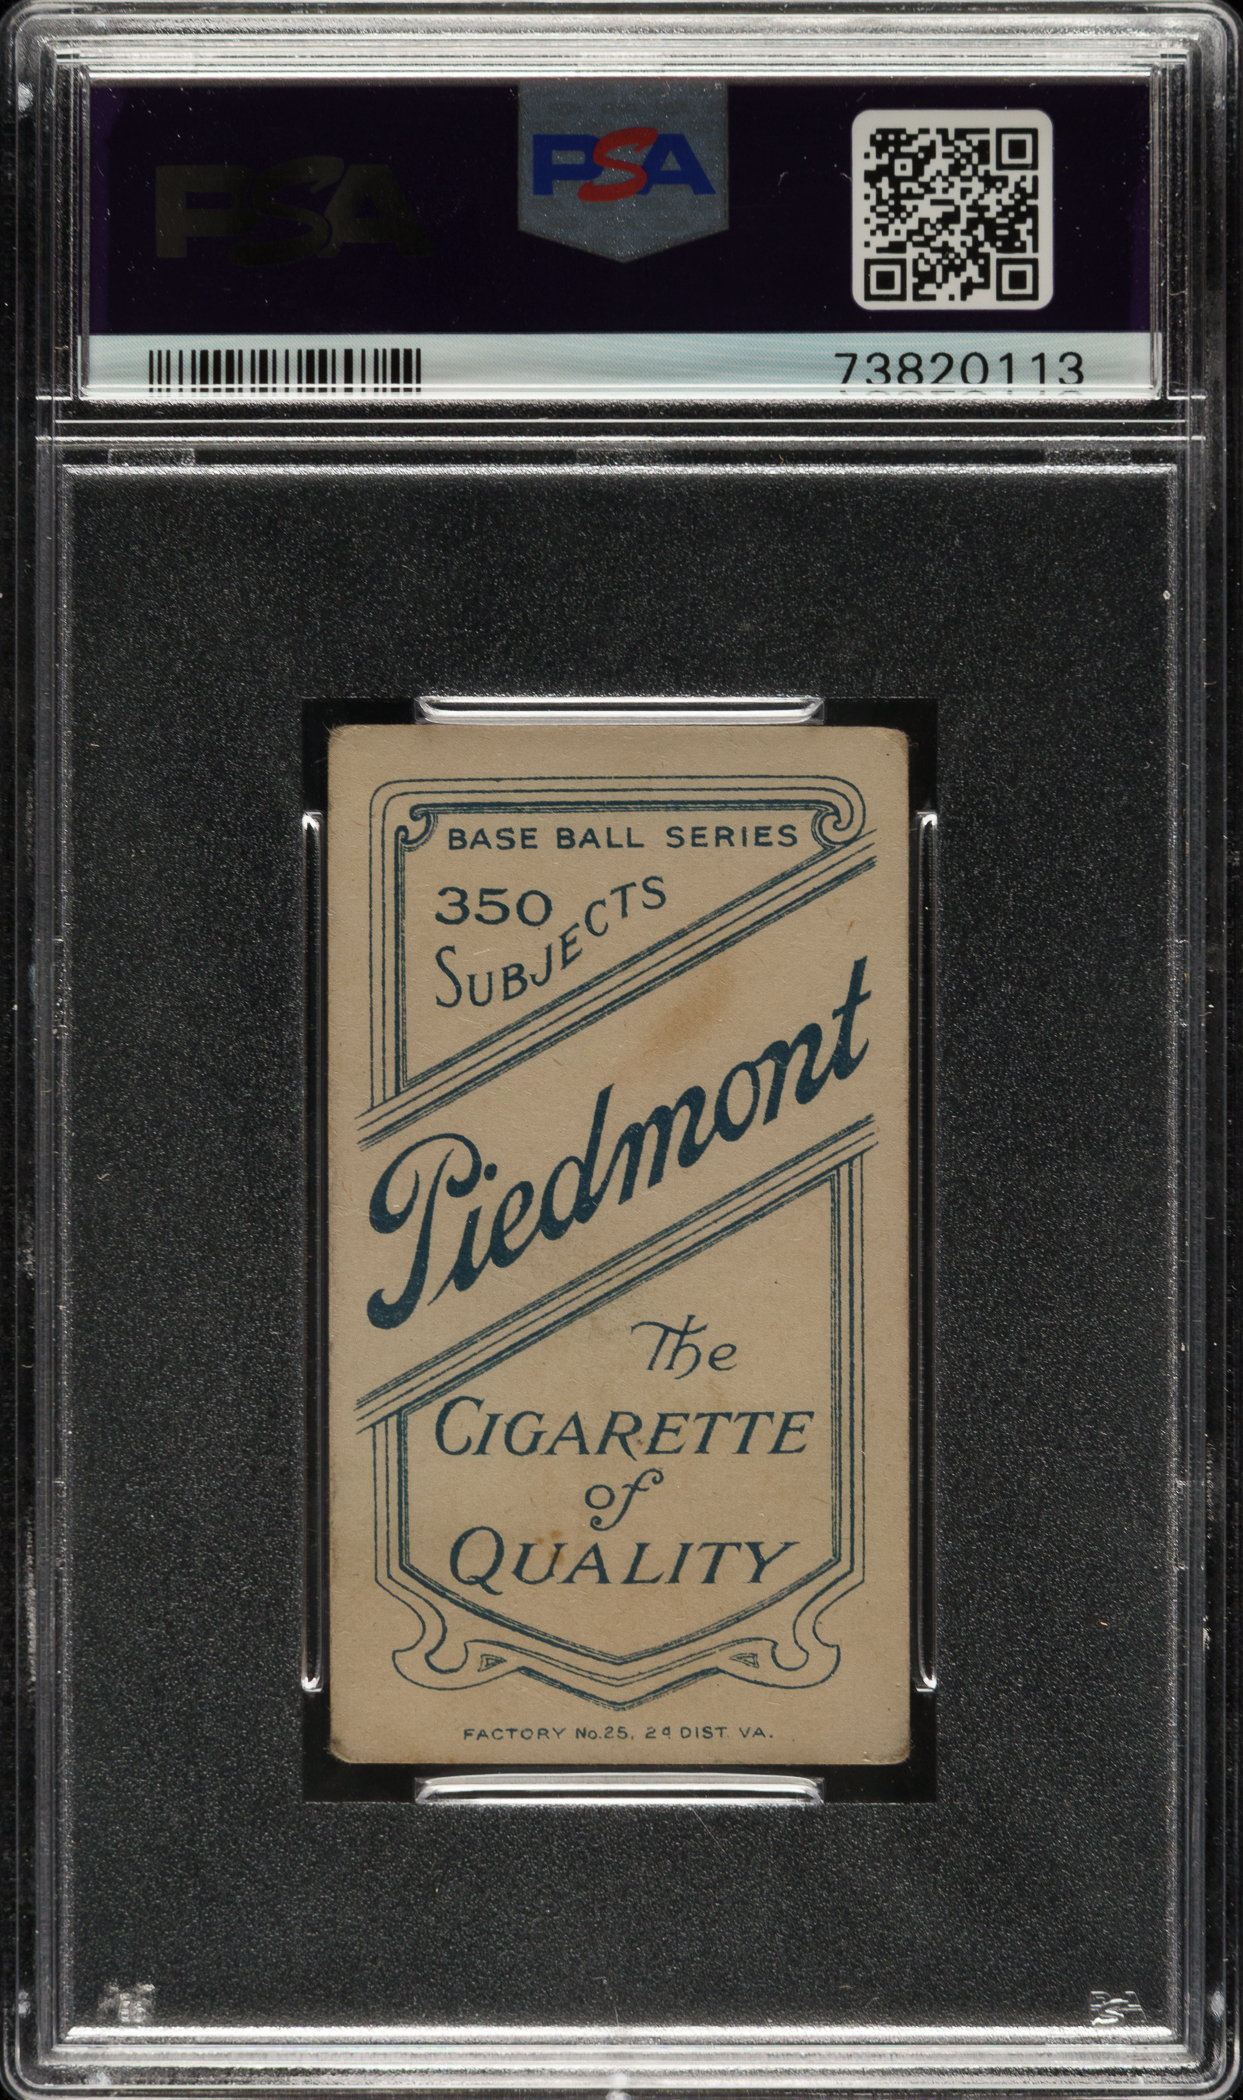 PSA
PSA
73820113
BASE BALL SERIES
350
SUBJECTS
Piedmont
The
CIGARETTE
of
QUALITY
FACTORY No.25, 2d DIST. VA.
PSA